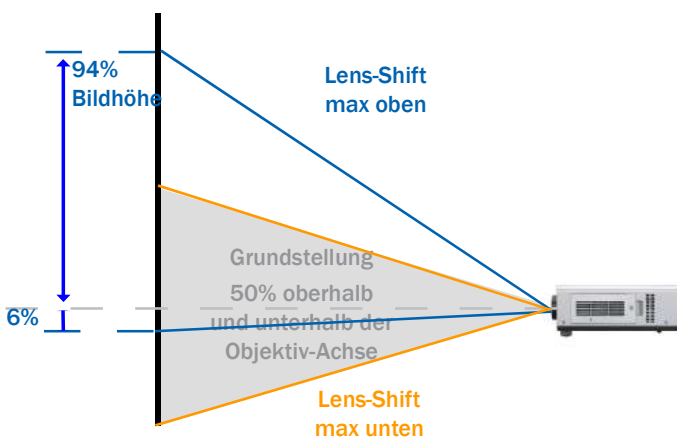 94%
Bildhöhe
Lens-Shift
max oben
Grundstellung
50% oberhalb
und unterhalb der
Objektiv-Achse
6%
Lens-Shift
max unten